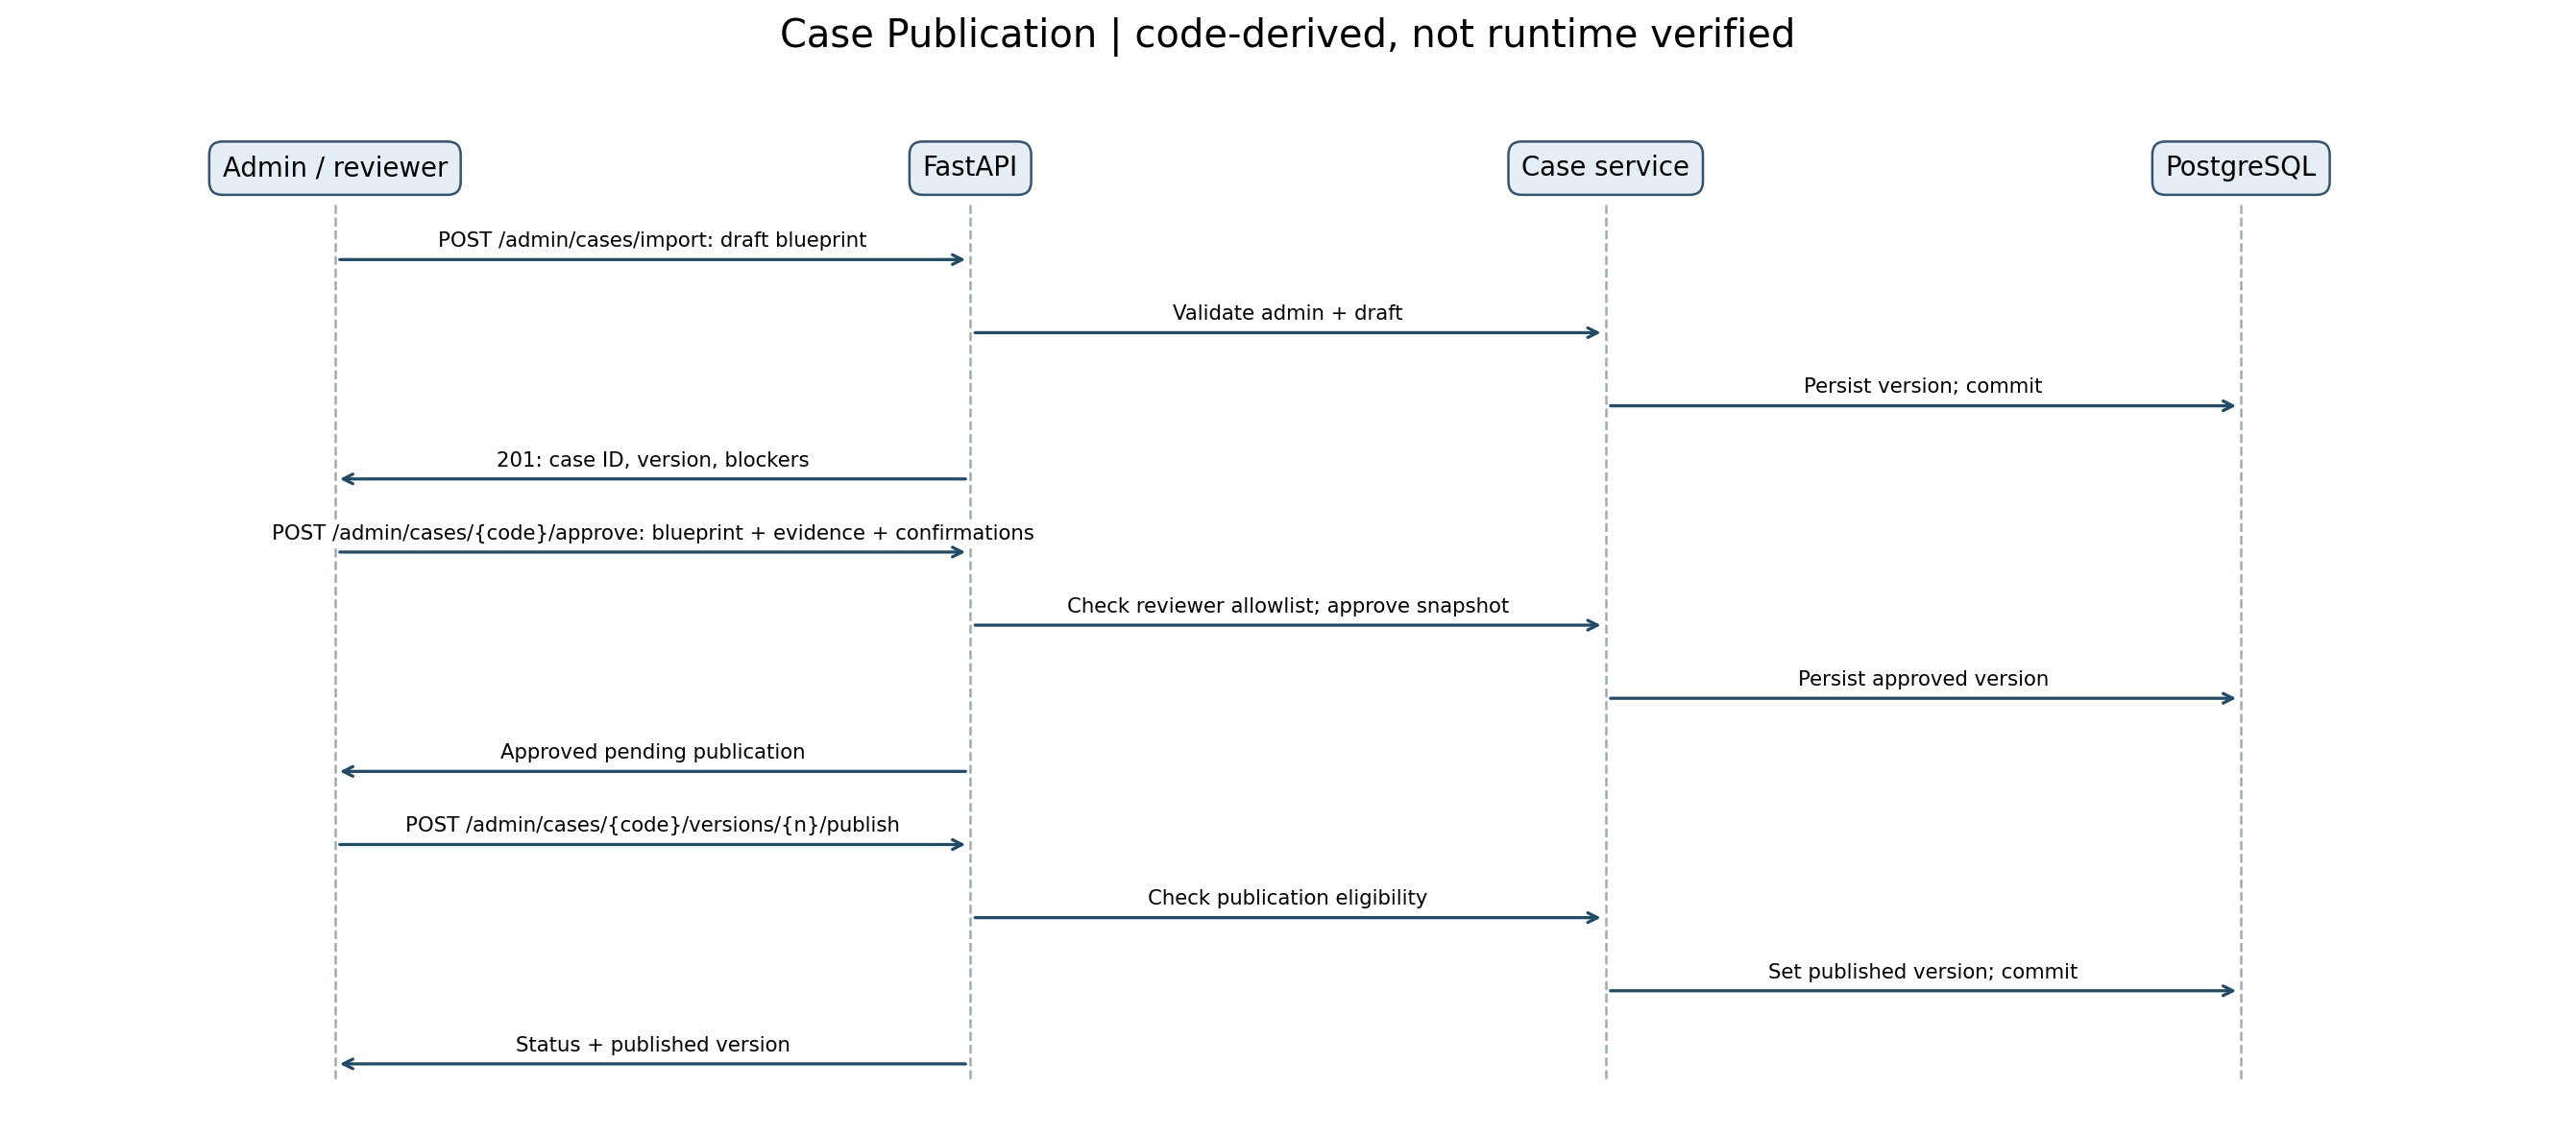 Case Publication | code-derived, not runtime verified
Admin / reviewer
FastAPI
Case service
PostgreSQL
POST /admin/cases/import: draft blueprint
Validate admin + draft
Persist version; commit
201: case ID, version, blockers
POST /admin/cases/{code}/approve: blueprint + evidence + confirmations
Check reviewer allowlist; approve snapshot
Persist approved version
Approved pending publication
POST /admin/cases/{code}/versions/{n}/publish
Check publication eligibility
Set published version; commit
Status + published version